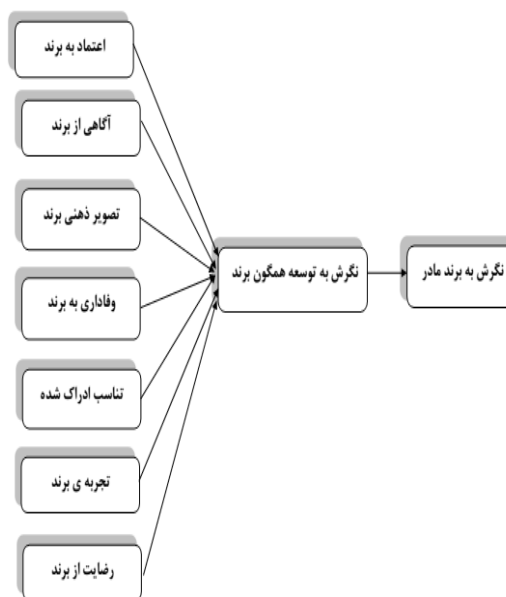 اعتماد به برند
آگاهی از برند
تصویر ذهنی برند
وفاداری به برند
تناسب ادراک شده
تجربه ی برند
رضایت از برند
نگرش به توسعه همگون برند
نگرش به برند مادر